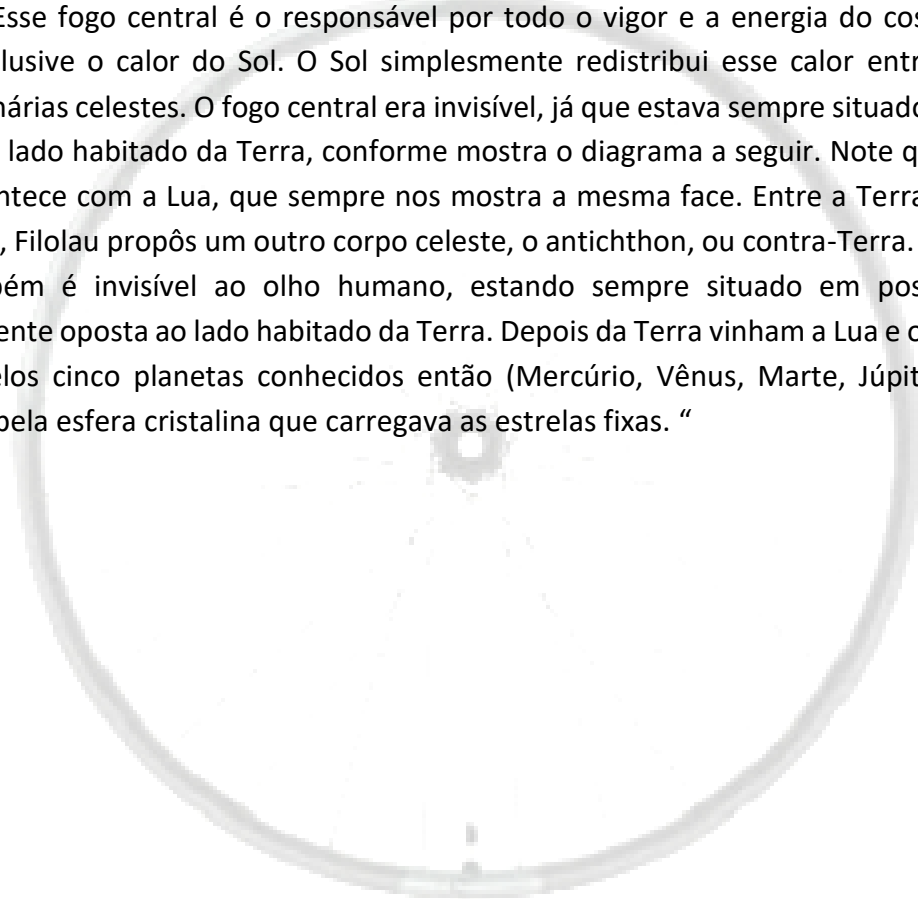 Esse fogo central é o responsável por todo o vigor e a energia do cos
lusive o calor do Sol. O Sol simplesmente redistribui esse calor entr
nárias celestes. O fogo central era invisível, já que estava sempre situado
lado habitado da Terra, conforme mostra o diagrama a seguir. Note q
ntece com a Lua, que sempre nos mostra a mesma face. Entre a Terra
, Filolau propôs um outro corpo celeste, o antichthon, ou contra-Terra.
bém é invisível ao olho humano, estando sempre situado em pos
ente oposta ao lado habitado da Terra. Depois da Terra vinham a Lua e o
elos cinco planetas conhecidos então (Mercúrio, Vênus, Marte, Júpit
pela esfera cristalina que carregava as estrelas fixas. “